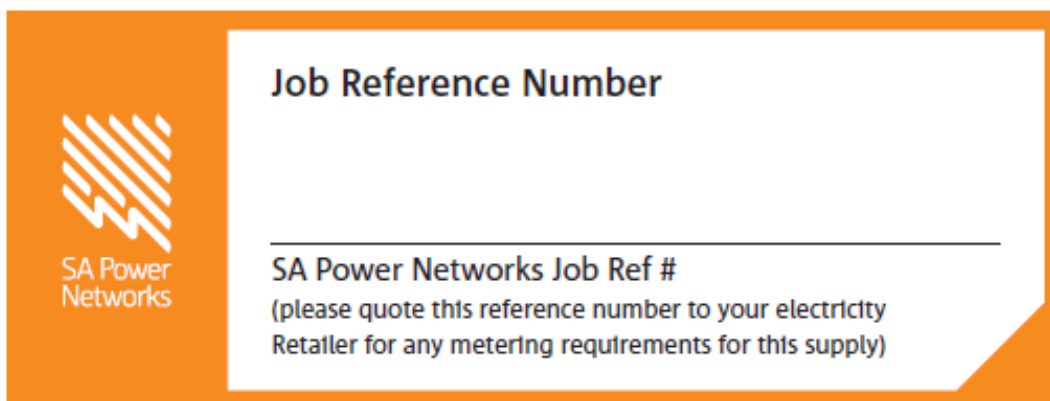 Job Reference Number
SA Power
Networks
SA Power Networks Job Ref #
(please quote this reference number to your electricity
Retailer for any metering requirements for this supply)